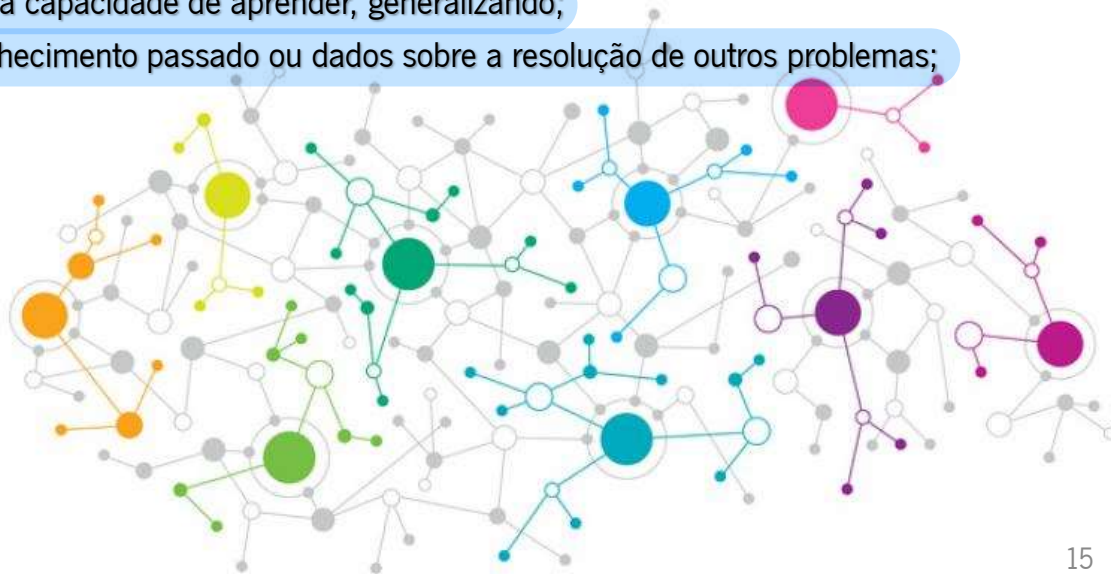 a capacidade de aprender, generalizando;
hecimento passado ou dados sobre a resolução de outros problemas;
15